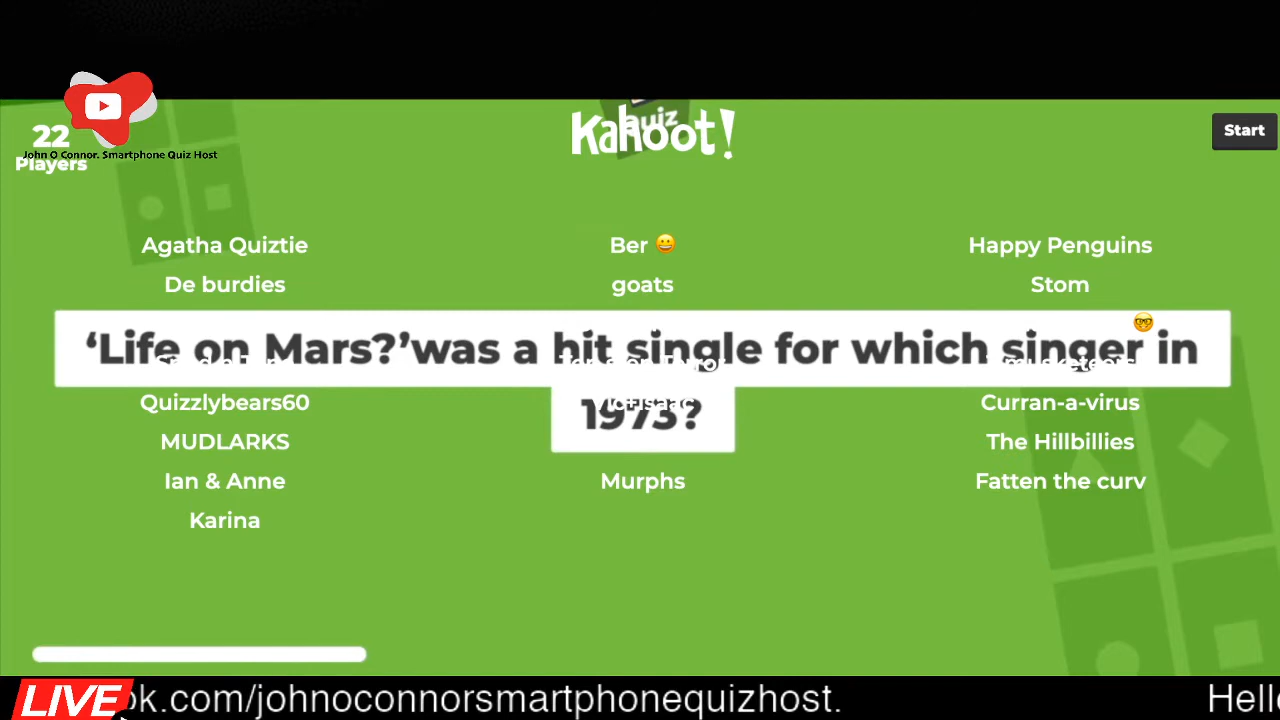 22
Players
John O Connor. Smartphone Quiz Host
Quiz
Kahoot!
Start
Agatha Quiztie
Ber 😀
Happy Penguins
De burdies
goats
Stom
‘Life on Mars?’was a hit single for which singer in
1973?
Quizzlybears60
Curran-a-virus
MUDLARKS
The Hillbillies
Ian & Anne
Murphs
Fatten the curv
Karina
LIVE
ok.com/johnoconnorsmartphonequizhost.
Hello